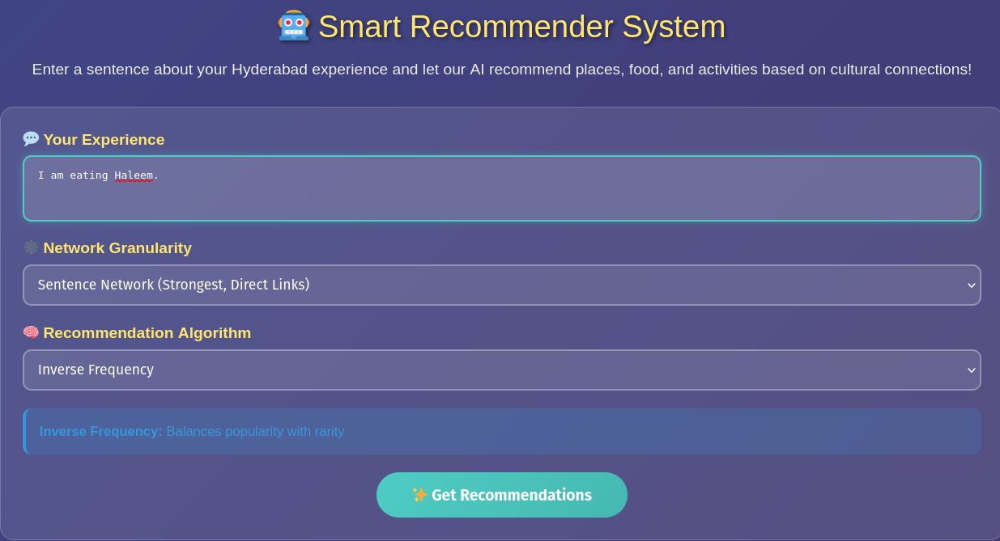 Smart Recommender System
Enter a sentence about your Hyderabad experience and let our AI recommend places, food, and activities based on cultural connections!
Your Experience
I am eating Haleem.
Network Granularity
Sentence Network (Strongest, Direct Links)
Recommendation Algorithm
Inverse Frequency
Inverse Frequency: Balances popularity with rarity
Get Recommendations